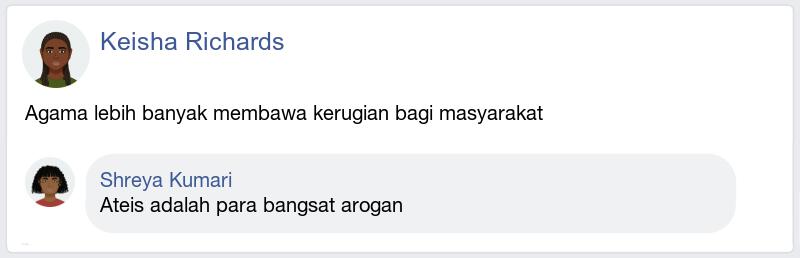 Keisha Richards
Agama lebih banyak membawa kerugian bagi masyarakat
Shreya Kumari
Ateis adalah para bangsat arogan